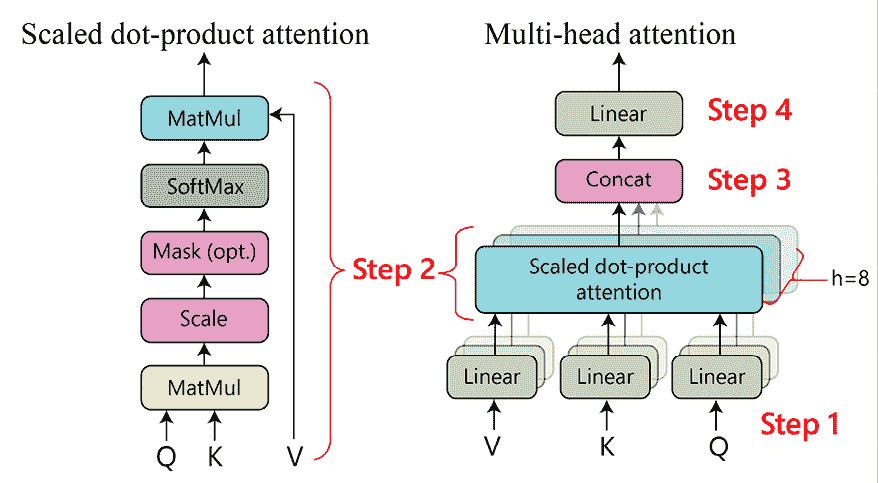 Scaled dot-product attention
MatMul
SoftMax
Mask (opt.)
Scale
MatMul
Q K V
Step 2
Multi-head attention
Linear
Step 4
Concat
Step 3
Scaled dot-product
attention
h=8
Linear Linear Linear
Step 1
V K Q